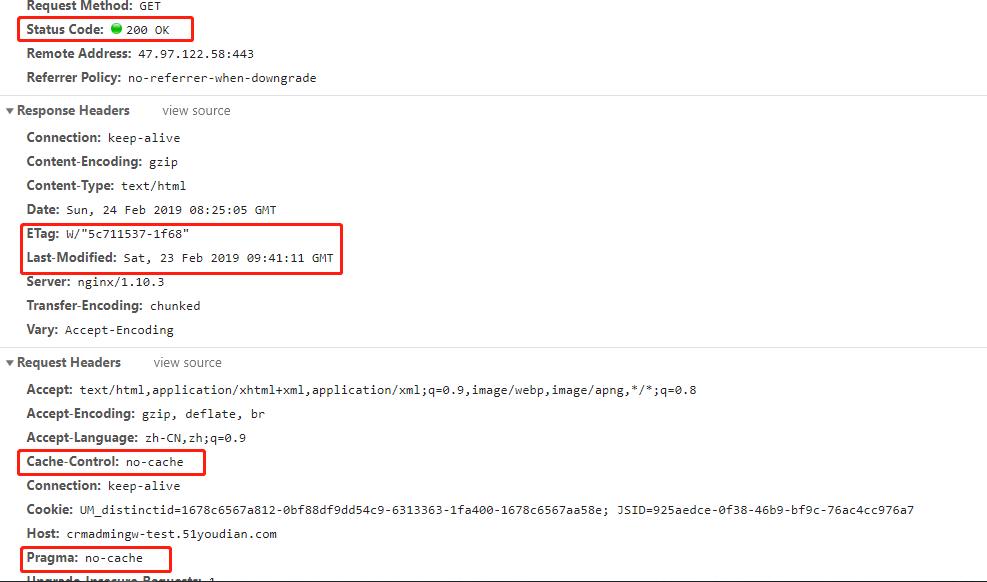 Request Method: GET
Status Code: 200 OK
Remote Address: 47.97.122.58:443
Referrer Policy: no-referrer-when-downgrade
Response Headers view source
Connection: keep-alive
Content-Encoding: gzip
Content-Type: text/html
Date: Sun, 24 Feb 2019 08:25:05 GMT
ETag: W/"5c711537-1f68"
Last-Modified: Sat, 23 Feb 2019 09:41:11 GMT
Server: nginx/1.10.3
Transfer-Encoding: chunked
Vary: Accept-Encoding
Request Headers view source
Accept: text/html,application/xhtml+xml,application/xml;q=0.9,image/webp,image/apng,*/*;q=0.8
Accept-Encoding: gzip, deflate, br
Accept-Language: zh-CN,zh;q=0.9
Cache-Control: no-cache
Connection: keep-alive
Cookie: UM_distinctid=1678c6567a812-0bf88df9dd54c9-6313363-1fa400-1678c6567aa58e; JSID=925aedce-0f38-46b9-bf9c-76ac4cc976a7
Host: crmadmingw-test.51youdian.com
Pragma: no-cache
Upgrade-Insecure-Requests: 1